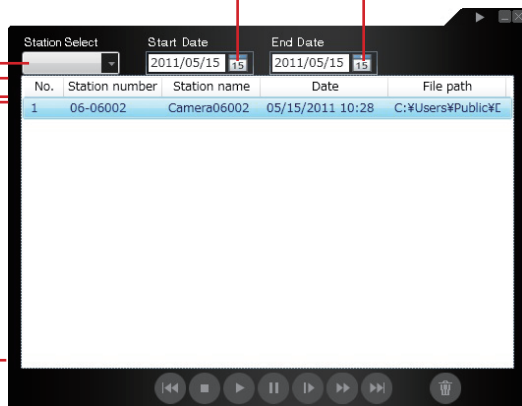 Station Select Start Date End Date
2011/05/15 15 2011/05/15 15
No. Station number Station name Date File path
1 06-06002 Camera06002 05/15/2011 10:28 C:¥Users¥Public¥D